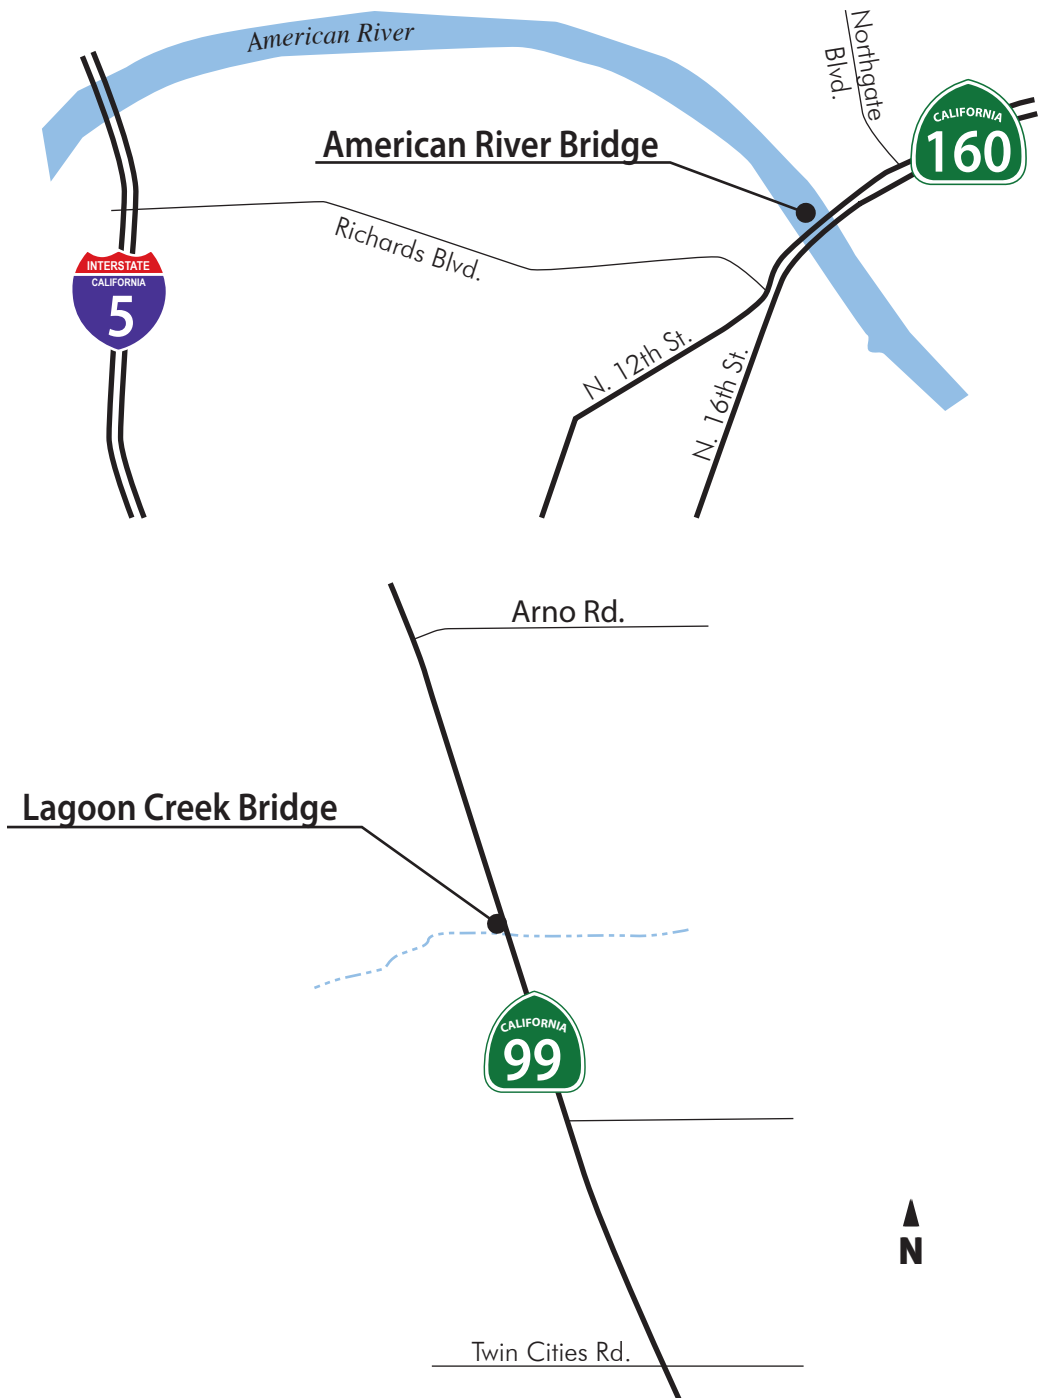 American River
Northgate
Blvd.
CALIFORNIA
160
American River Bridge
Richards Blvd.
INTERSTATE
CALIFORNIA
5
N. 12th St.
N. 16th St.
Arno Rd.
Lagoon Creek Bridge
CALIFORNIA
99
N
Twin Cities Rd.